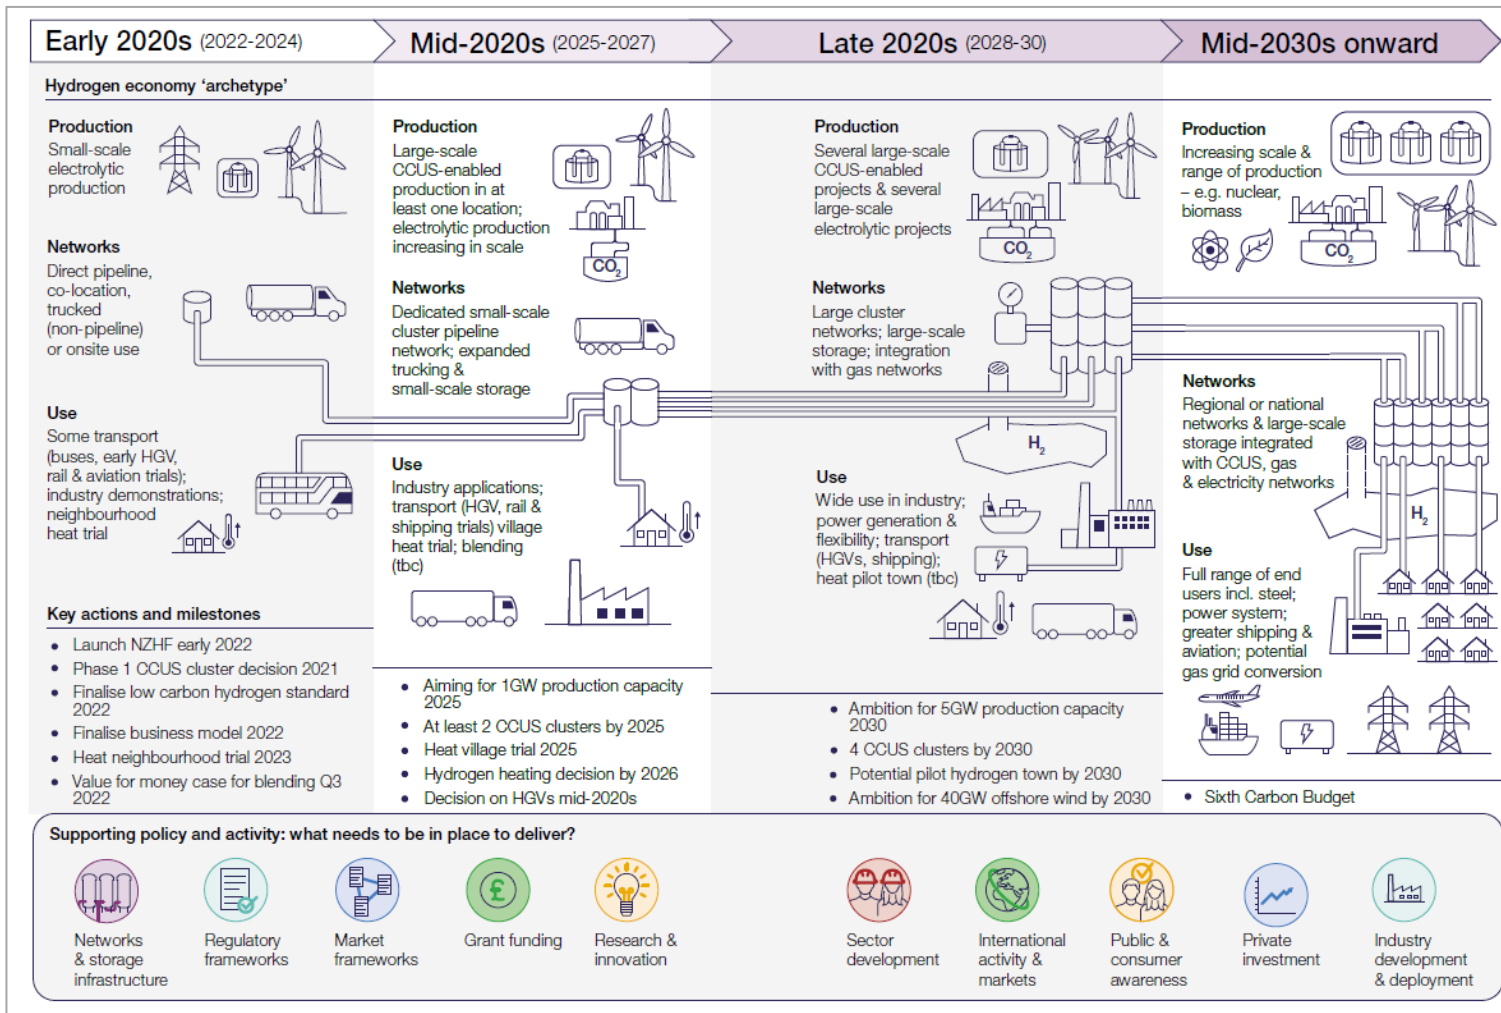 Early 2020s (2022-2024)
Mid-2020s (2025-2027)
Late 2020s (2028-30)
Mid-2030s onward
Hydrogen economy ‘archetype’
Production
Small-scale
electrolytic
production
Networks
Direct pipeline,
co-location,
trucked
(non-pipeline)
or onsite use
Use
Some transport
(buses, early HGV,
rail & aviation trials);
industry demonstrations;
neighbourhood
heat trial
Key actions and milestones
• Launch NZHF early 2022
• Phase 1 CCUS cluster decision 2021
• Finalise low carbon hydrogen standard
2022
• Finalise business model 2022
• Heat neighbourhood trial 2023
• Value for money case for blending Q3
2022
Production
Large-scale
CCUS-enabled
production in at
least one location;
electrolytic production
increasing in scale
CO2
Networks
Dedicated small-scale
cluster pipeline
network; expanded
trucking &
small-scale storage
Use
Industry applications;
transport (HGV, rail &
shipping trials) village
heat trial; blending
(tbc)
• Aiming for 1GW production capacity
2025
• At least 2 CCUS clusters by 2025
• Heat village trial 2025
• Hydrogen heating decision by 2026
• Decision on HGVs mid-2020s
Production
Several large-scale
CCUS-enabled
projects & several
large-scale
electrolytic projects
CO2
Networks
Large cluster
networks; large-scale
storage; integration
with gas networks
H2
Use
Wide use in industry;
power generation &
flexibility; transport
(HGVs, shipping);
heat pilot town (tbc)
• Ambition for 5GW production capacity
2030
• 4 CCUS clusters by 2030
• Potential pilot hydrogen town by 2030
• Ambition for 40GW offshore wind by 2030
Production
Increasing scale &
range of production
– e.g. nuclear,
biomass
CO2
Networks
Regional or national
networks & large-scale
storage integrated
with CCUS, gas
& electricity networks
H2
Use
Full range of end
users incl. steel;
power system;
greater shipping &
aviation; potential
gas grid conversion
• Sixth Carbon Budget
Supporting policy and activity: what needs to be in place to deliver?
£
Networks
& storage
infrastructure
Regulatory
frameworks
Market
frameworks
Grant funding
Research &
innovation
Sector
development
International
activity &
markets
Public &
consumer
awareness
Private
investment
Industry
development
& deployment